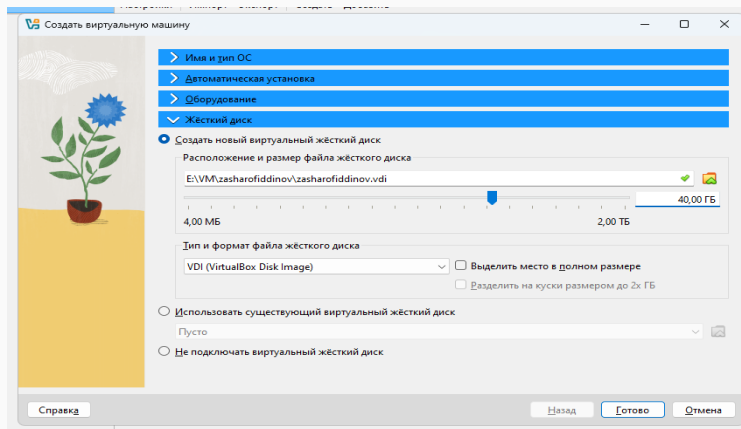 Создать виртуальную машину
Имя и тип ОС
Автоматическая установка
Оборудование
Жёсткий диск
Создать новый виртуальный жёсткий диск
Расположение и размер файла жёсткого диска
E:\VM\zasharofiddinov\zasharofiddinov.vdi
40,00 ГБ
4,00 МБ 2,00 ТБ
Тип и формат файла жёсткого диска
VDI (VirtualBox Disk Image) Выделить место в полном размере
Разделить на куски размером до 2х ГБ
Использовать существующий виртуальный жёсткий диск
Пусто
Не подключать виртуальный жёсткий диск
Справка Назад Готово Отмена